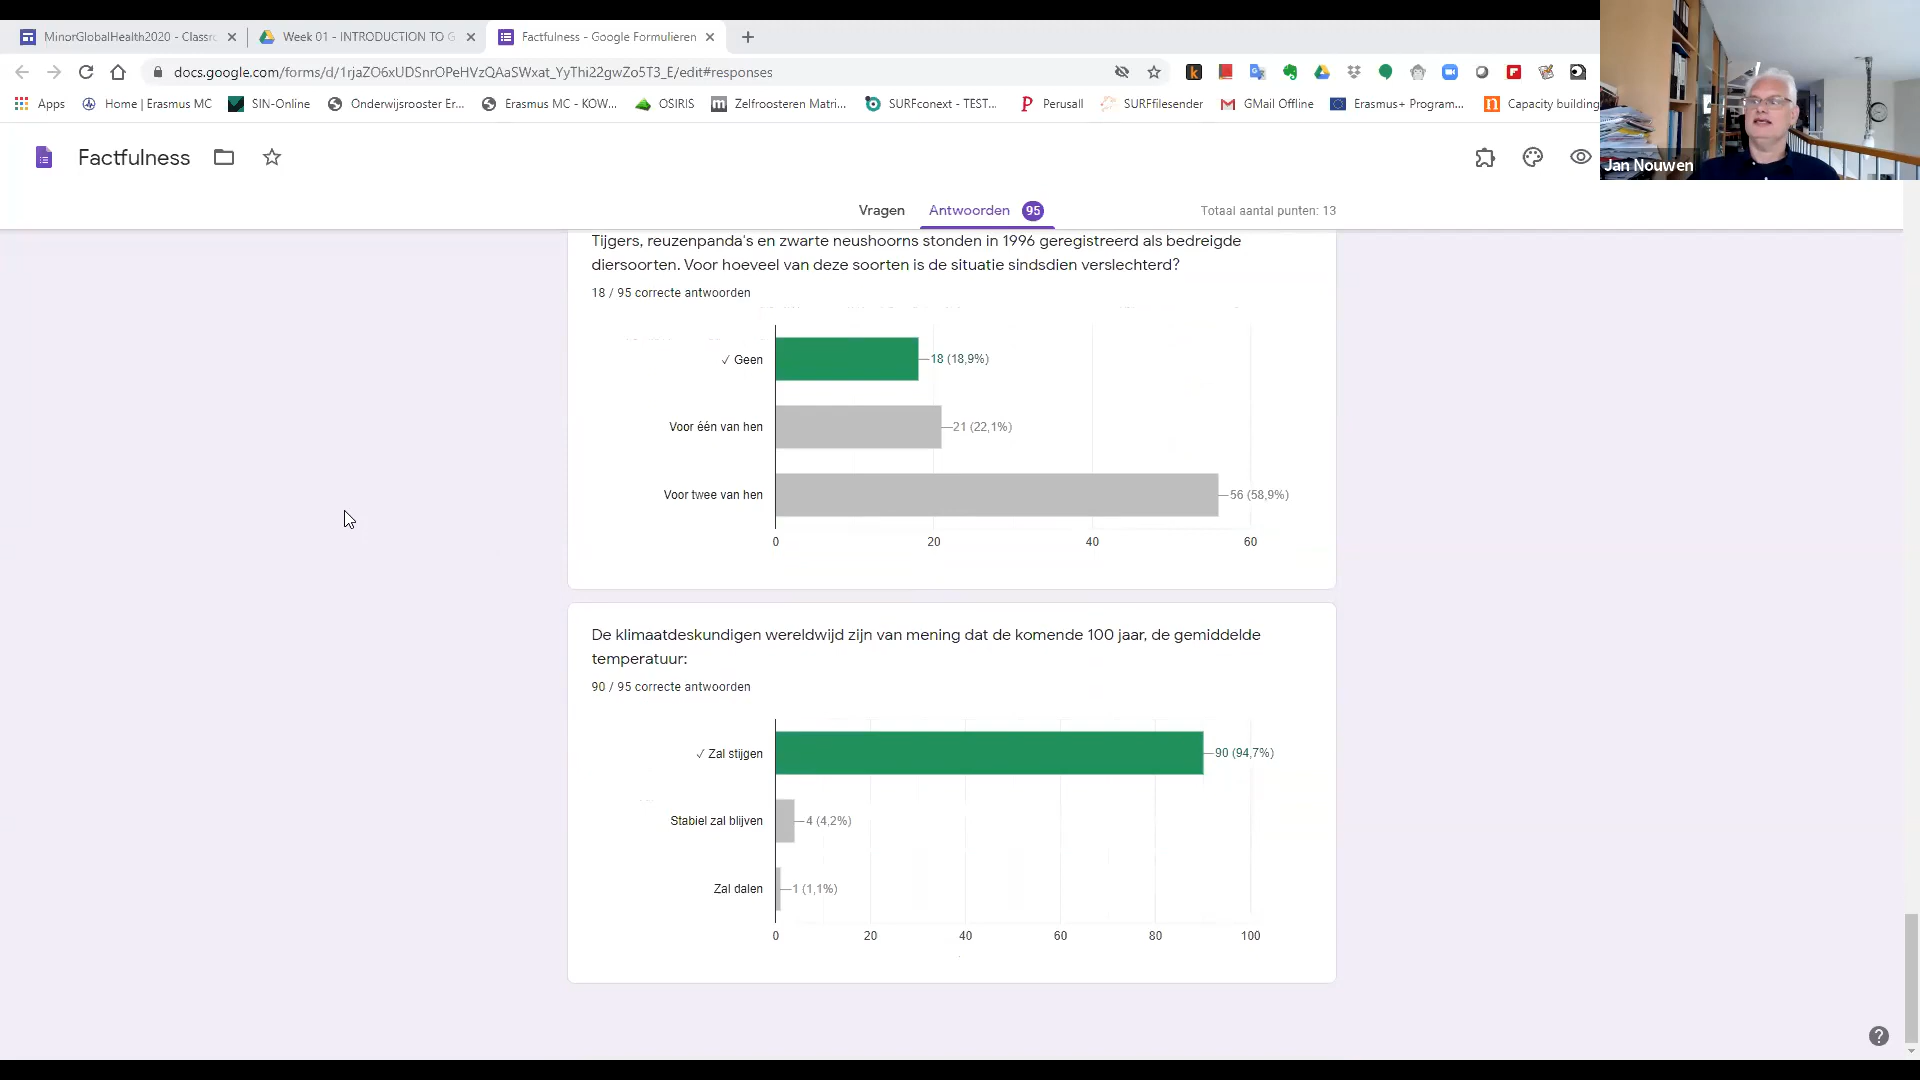 MinorGlobalHealth2020 - Classr
Week 01 - INTRODUCTION TO G
Factfulness - Google Formulieren
docs.google.com/forms/d/1rjaZO6xUDSnrOPeHVzQAaSWxat_YyThi22gwZo5T3_E/edit#responses
Apps
Home | Erasmus MC
SIN-Online
Onderwijsrooster Er...
Erasmus MC - KOW...
OSIRIS
Zelfroosteren Matri...
SURFconext - TEST...
Perusall
SURFfilesender
GMail Offline
Erasmus+ Program...
Capacity building
Jan Nouwen
Factfulness
Vragen
Antwoorden 95
Totaal aantal punten: 13
Tijgers, reuzenpanda's en zwarte neushoorns stonden in 1996 geregistreerd als bedreigde
diersoorten. Voor hoeveel van deze soorten is de situatie sindsdien verslechterd?
18 / 95 correcte antwoorden
✓ Geen 18 (18,9%)
Voor één van hen 21 (22,1%)
Voor twee van hen 56 (58,9%)
0 20 40 60
De klimaatdeskundigen wereldwijd zijn van mening dat de komende 100 jaar, de gemiddelde
temperatuur:
90 / 95 correcte antwoorden
✓ Zal stijgen 90 (94,7%)
Stabiel zal blijven 4 (4,2%)
Zal dalen 1 (1,1%)
0 20 40 60 80 100